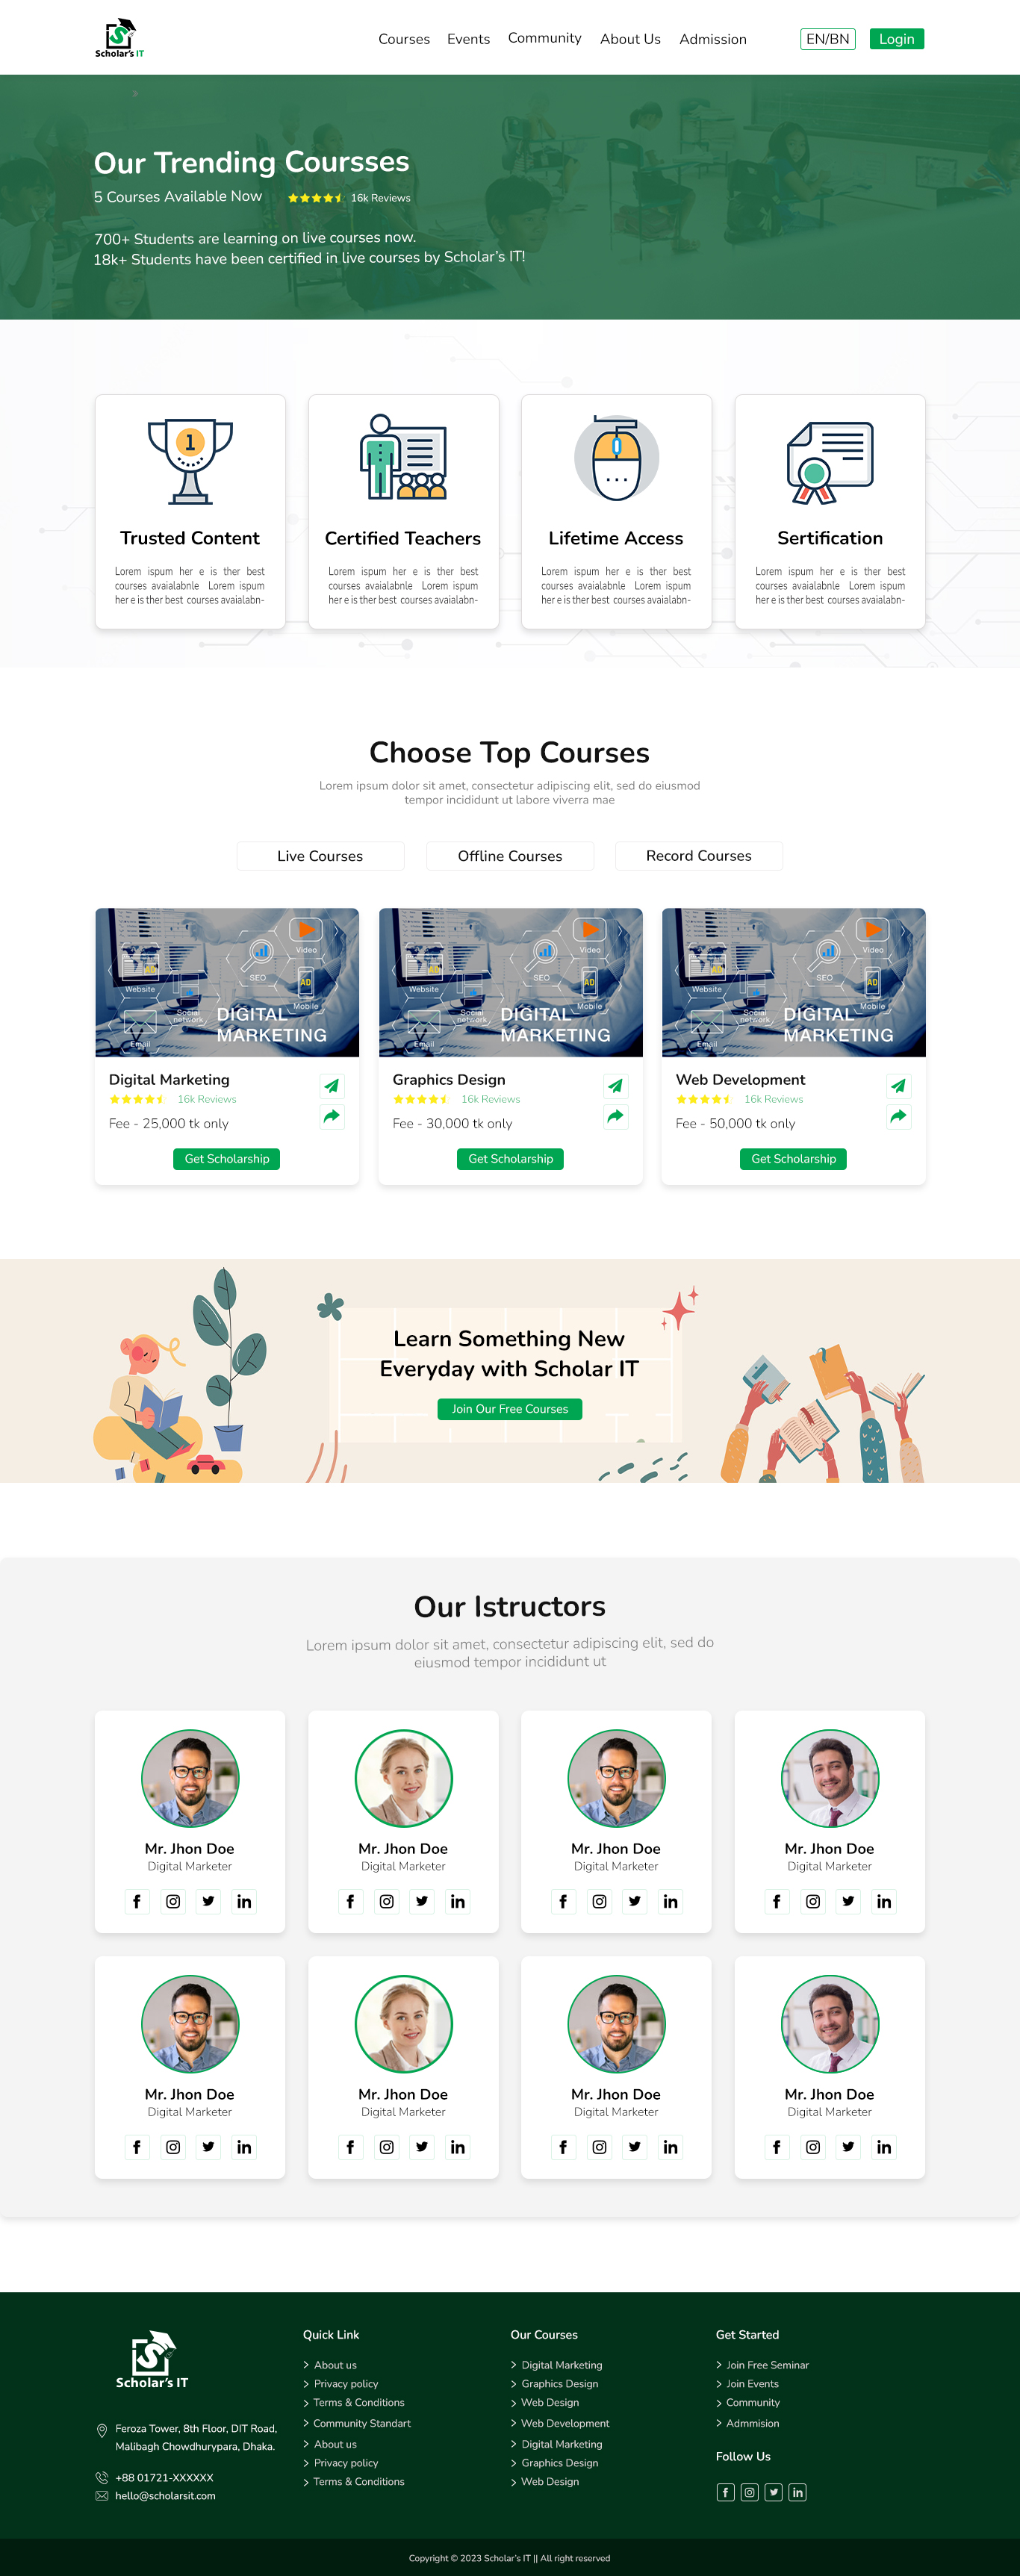 Scholar's IT
Courses Events Community About Us Admission EN/BN Login
Our Trending Coursses
5 Courses Available Now 16k Reviews
700+ Students are learning on live courses now.
18k+ Students have been certified in live courses by Scholar's IT!
1
Trusted Content
Lorem ispum her e is ther best
courses avaialabnle Lorem ispum
her e is ther best courses avaialabn-
Certified Teachers
Lorem ispum her e is ther best
courses avaialabnle Lorem ispum
her e is ther best courses avaialabn-
Lifetime Access
Lorem ispum her e is ther best
courses avaialabnle Lorem ispum
her e is ther best courses avaialabn-
Sertification
Lorem ispum her e is ther best
courses avaialabnle Lorem ispum
her e is ther best courses avaialabn-
Choose Top Courses
Lorem ipsum dolor sit amet, consectetur adipiscing elit, sed do eiusmod
tempor incididunt ut labore viverra mae
Live Courses Offline Courses Record Courses
Video
SEO
AD
Website
AD
Mobile
Social
network
Email
DIGITAL
MARKETING
Digital Marketing
16k Reviews
Fee - 25,000 tk only
Get Scholarship
Video
SEO
AD
Website
AD
Mobile
Social
network
Email
DIGITAL
MARKETING
Graphics Design
16k Reviews
Fee - 30,000 tk only
Get Scholarship
Video
SEO
AD
Website
AD
Mobile
Social
network
Email
DIGITAL
MARKETING
Web Development
16k Reviews
Fee - 50,000 tk only
Get Scholarship
Learn Something New
Everyday with Scholar IT
Join Our Free Courses
Our Istructors
Lorem ipsum dolor sit amet, consectetur adipiscing elit, sed do
eiusmod tempor incididunt ut
Mr. Jhon Doe
Digital Marketer
Mr. Jhon Doe
Digital Marketer
Mr. Jhon Doe
Digital Marketer
Mr. Jhon Doe
Digital Marketer
Mr. Jhon Doe
Digital Marketer
Mr. Jhon Doe
Digital Marketer
Mr. Jhon Doe
Digital Marketer
Mr. Jhon Doe
Digital Marketer
Scholar's IT
Feroza Tower, 8th Floor, DIT Road,
Malibagh Chowdhurypara, Dhaka.
+88 01721-XXXXXX
hello@scholarsit.com
Quick Link
About us
Privacy policy
Terms & Conditions
Community Standart
About us
Privacy policy
Terms & Conditions
Our Courses
Digital Marketing
Graphics Design
Web Design
Web Development
Digital Marketing
Graphics Design
Web Design
Get Started
Join Free Seminar
Join Events
Community
Admmision
Follow Us
Copyright © 2023 Scholar's IT || All right reserved